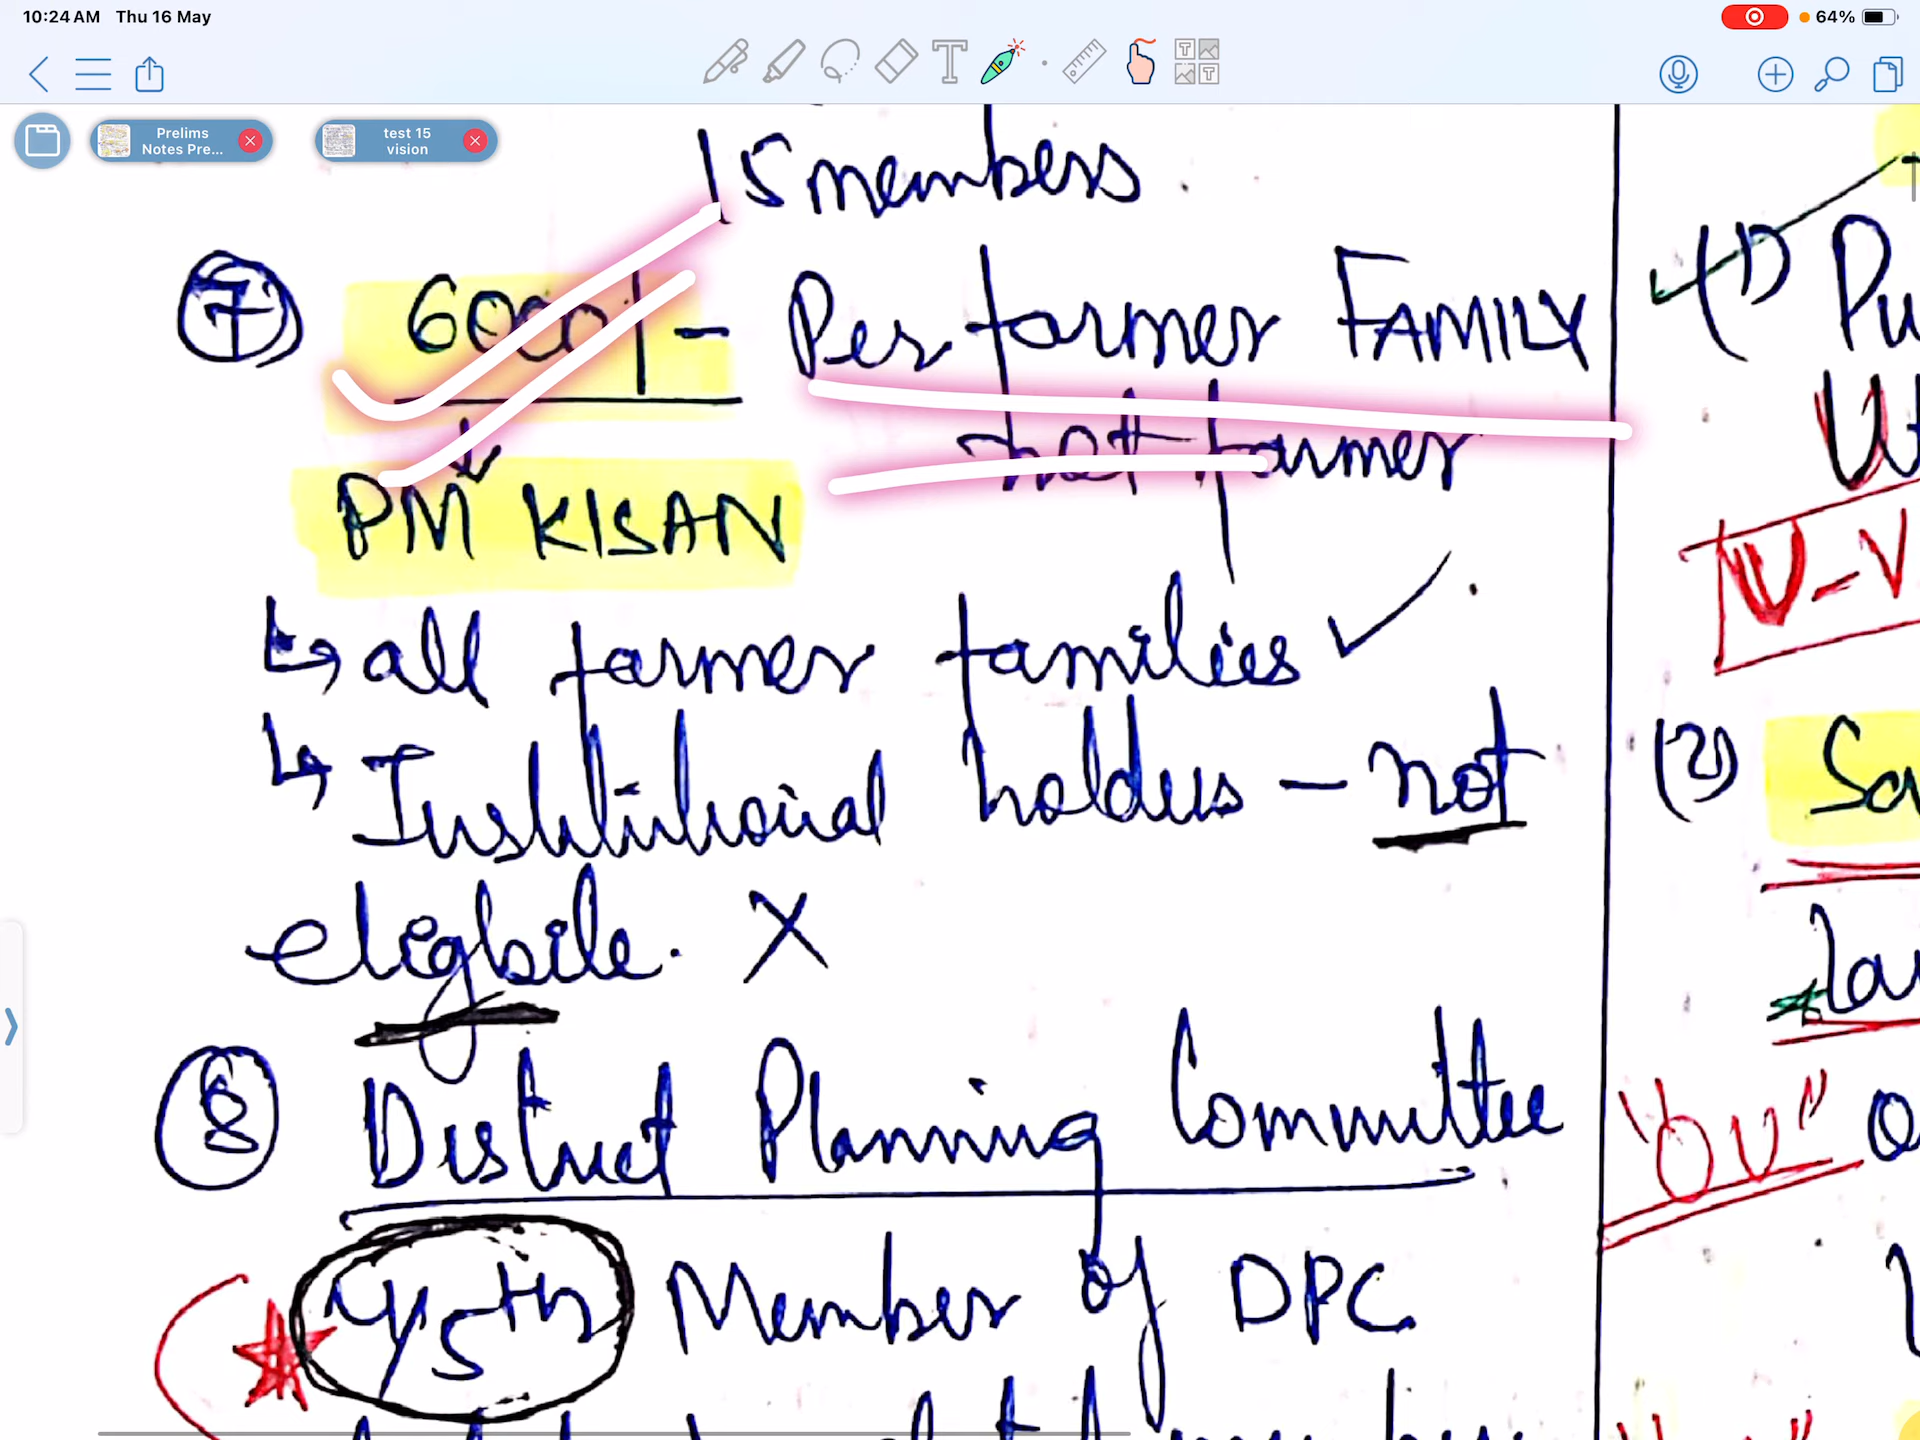 10:24 AM Thu 16 May
64%
Prelims
Notes Pre...
test 15
vision
15 members
7 6000/- Per farmer FAMILY
not farmer
PM KISAN
↳ all farmer families ✓
↳ Institutional holders - not
eligbile. X
8 District Planning Committee
4/5th Member of DPC
(1) Pu
U-V
(2) Sa
"OU"